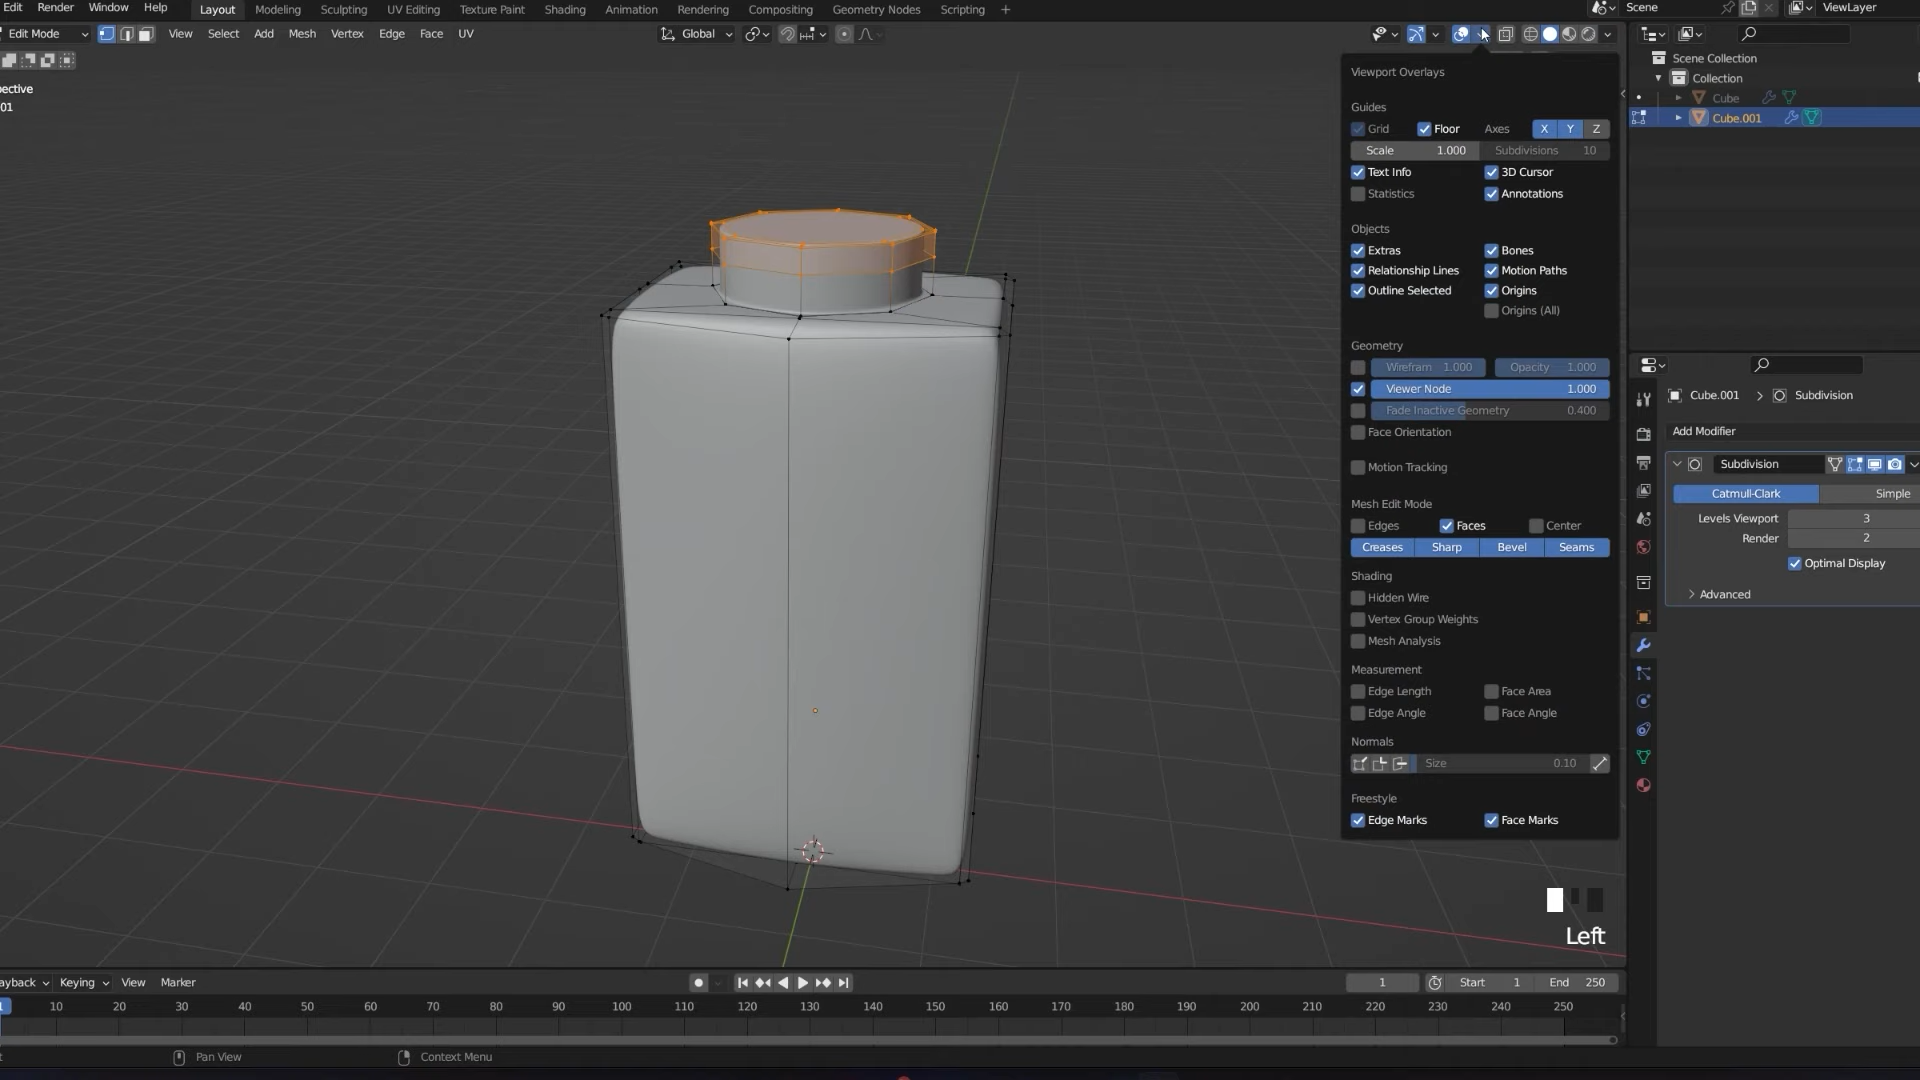 Edit Render Window Help Layout Modeling Sculpting UV Editing Texture Paint Shading Animation Rendering Compositing Geometry Nodes Scripting + Scene ViewLayer
Edit Mode View Select Add Mesh Vertex Edge Face UV Global
pective
01
Viewport Overlays
Guides
Grid Floor Axes X Y Z
Scale 1.000 Subdivisions 10
Text Info 3D Cursor
Statistics Annotations
Objects
Extras Bones
Relationship Lines Motion Paths
Outline Selected Origins
Origins (All)
Geometry
Wirefram 1.000 Opacity 1.000
Viewer Node 1.000
Fade Inactive Geometry 0.400
Face Orientation
Motion Tracking
Mesh Edit Mode
Edges Faces Center
Creases Sharp Bevel Seams
Shading
Hidden Wire
Vertex Group Weights
Mesh Analysis
Measurement
Edge Length Face Area
Edge Angle Face Angle
Normals
Size 0.10
Freestyle
Edge Marks Face Marks
Scene Collection
Collection
Cube
Cube.001
Cube.001 > Subdivision
Add Modifier
Subdivision
Catmull-Clark Simple
Levels Viewport 3
Render 2
Optimal Display
Advanced
Left
ayback Keying View Marker 1 Start 1 End 250
1 10 20 30 40 50 60 70 80 90 100 110 120 130 140 150 160 170 180 190 200 210 220 230 240 250
t Pan View Context Menu